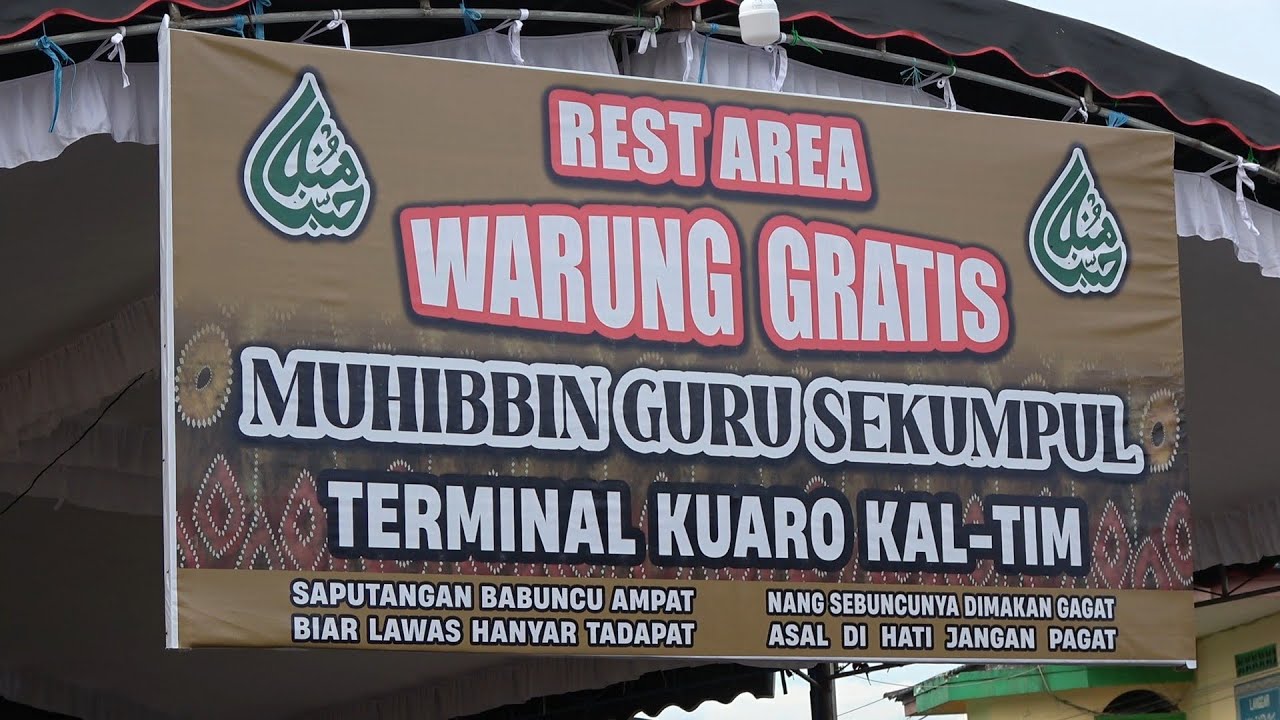 REST AREA
WARUNG GRATIS
MUHIBBIN GURU SEKUMPUL
TERMINAL KUARO KAL-TIM
SAPUTANGAN BABUNCU AMPAT
BIAR LAWAS HANYAR TADAPAT
NANG SEBUNCUNYA DIMAKAN GAGAT
ASAL DI HATI JANGAN PAGAT